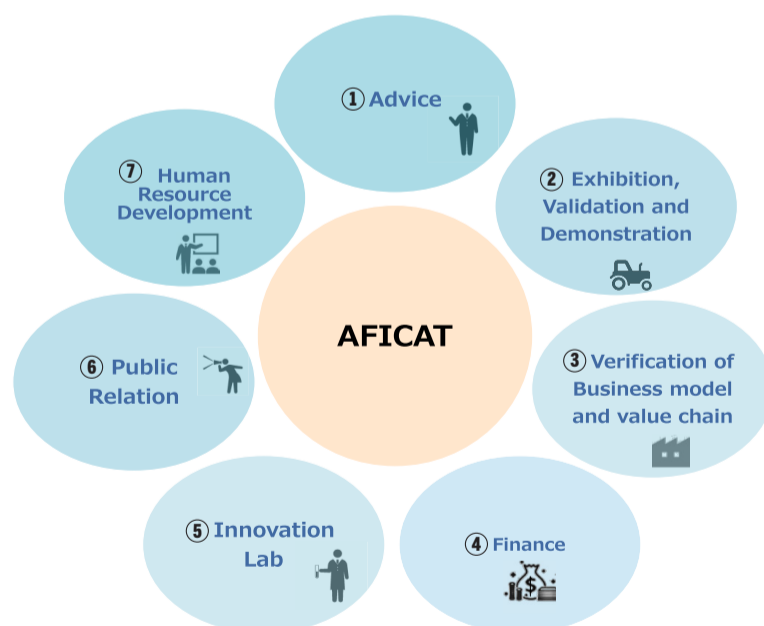 ① Advice
② Exhibition,
Validation and
Demonstration
③ Verification of
Business model
and value chain
④ Finance
⑤ Innovation
Lab
⑥ Public
Relation
⑦ Human
Resource
Development
AFICAT
$